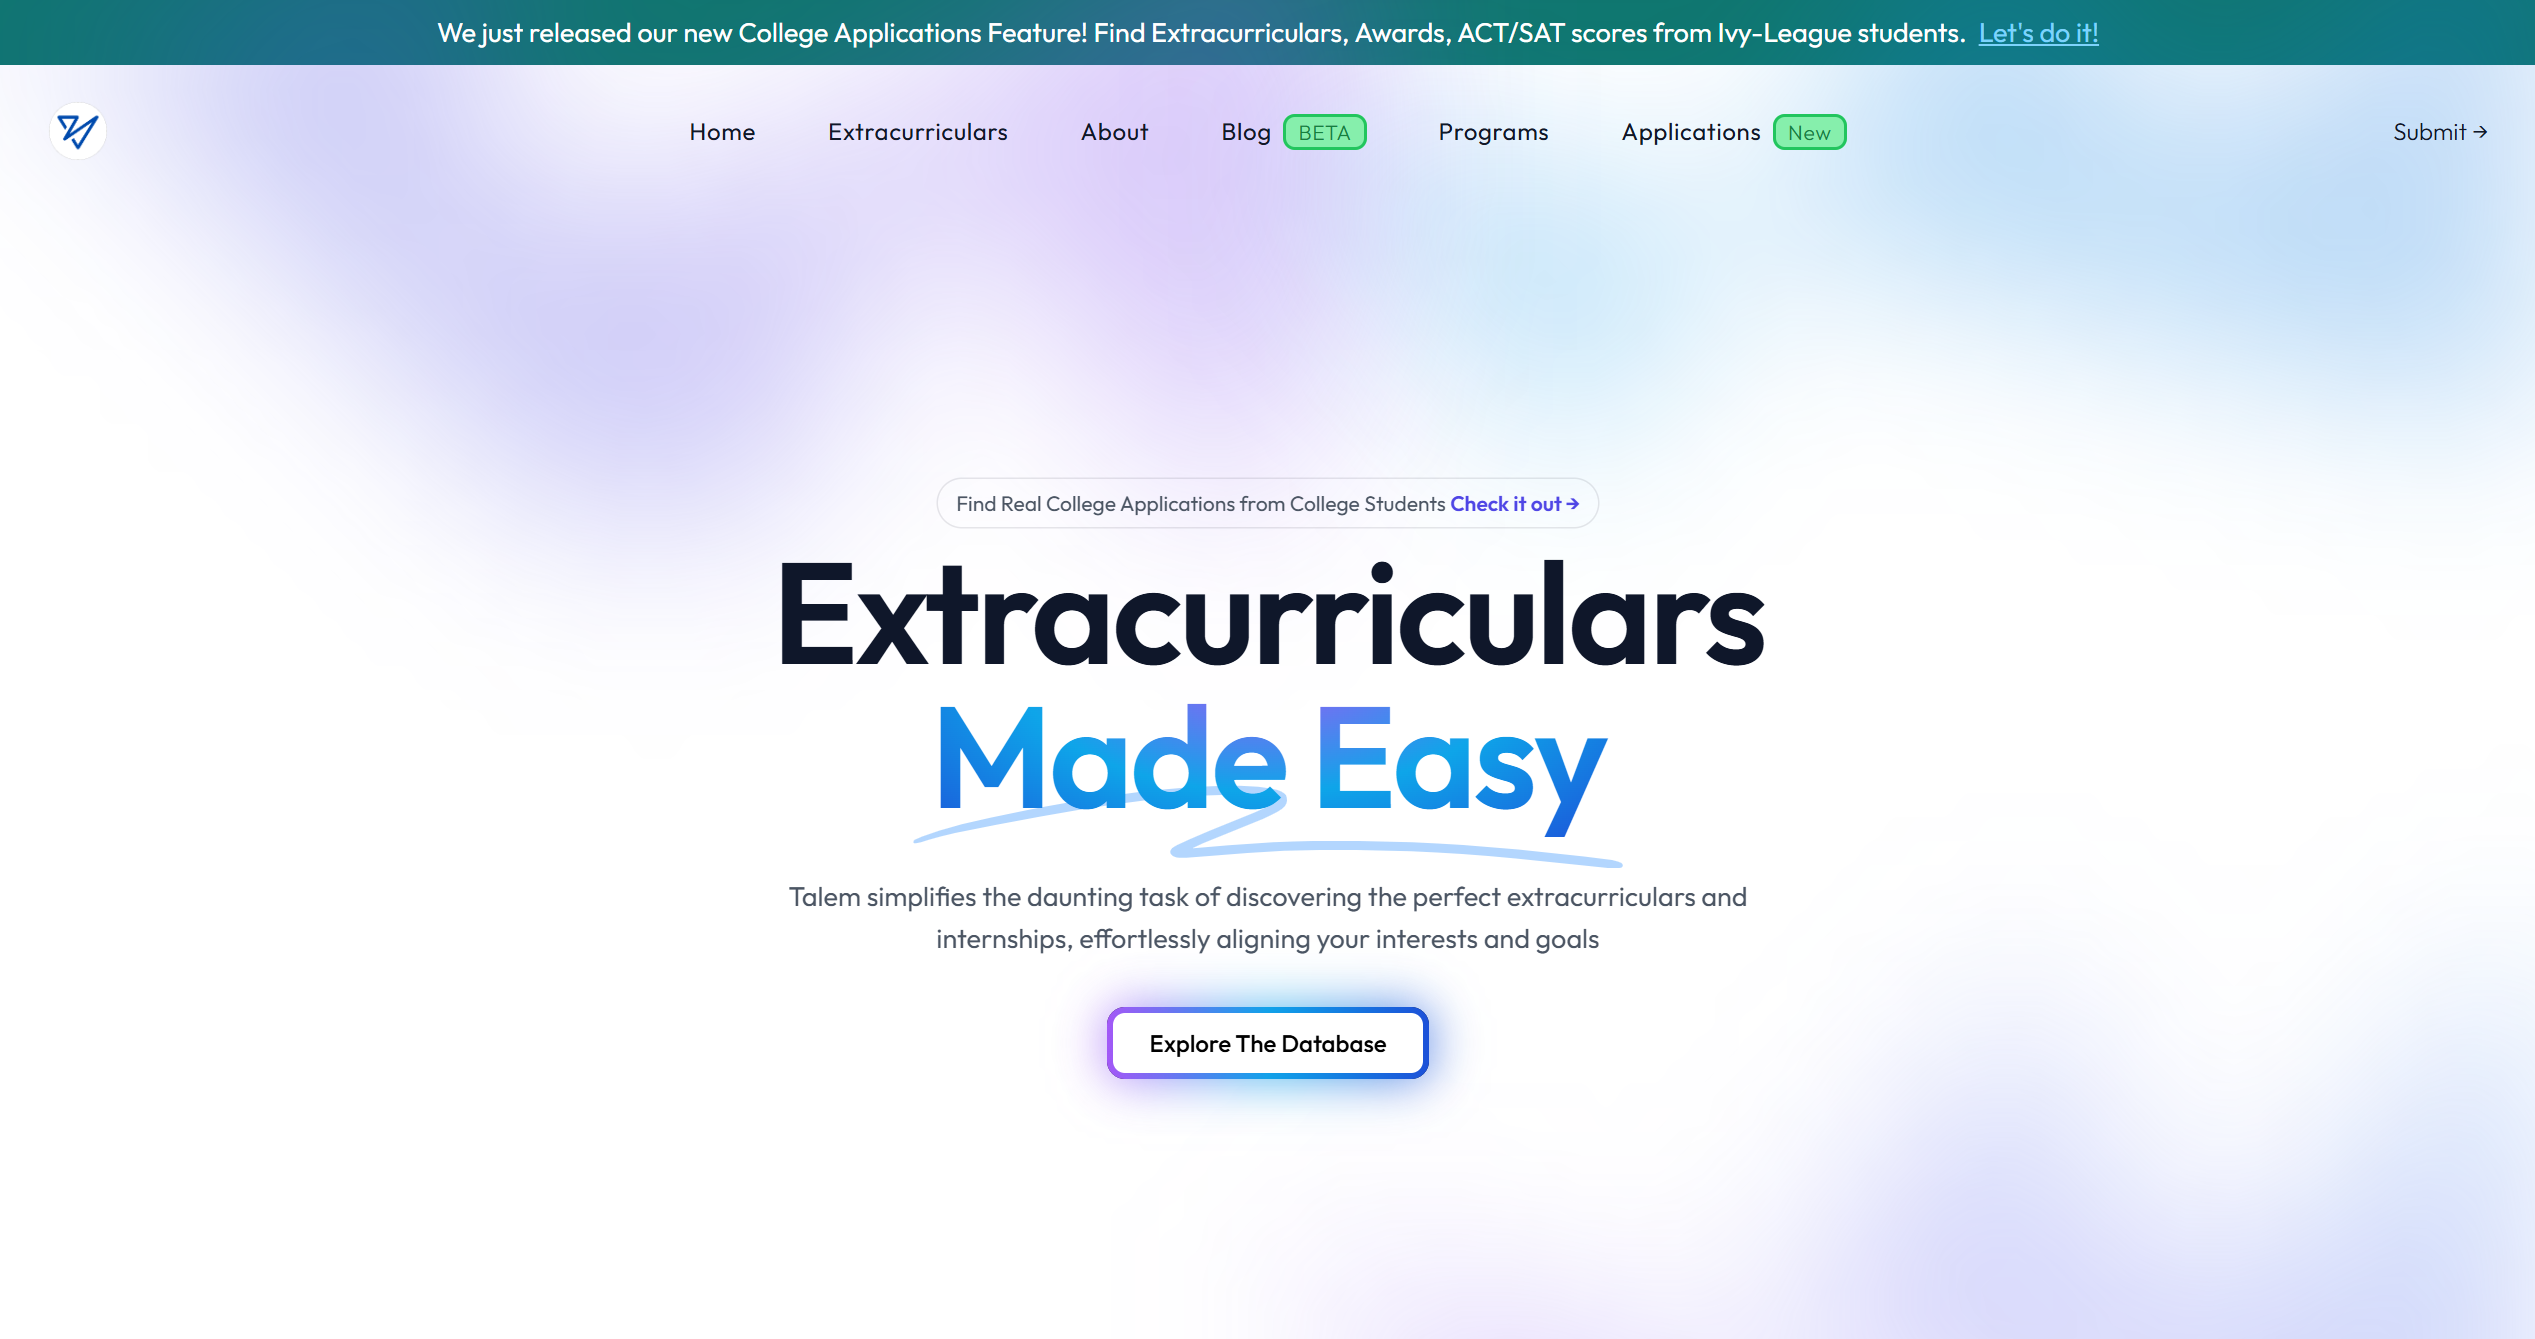 We just released our new College Applications Feature! Find Extracurriculars, Awards, ACT/SAT scores from Ivy-League students. Let's do it!
Home Extracurriculars About Blog BETA Programs Applications New Submit →
Find Real College Applications from College Students Check it out →
Extracurriculars
Made Easy
Talem simplifies the daunting task of discovering the perfect extracurriculars and
internships, effortlessly aligning your interests and goals
Explore The Database